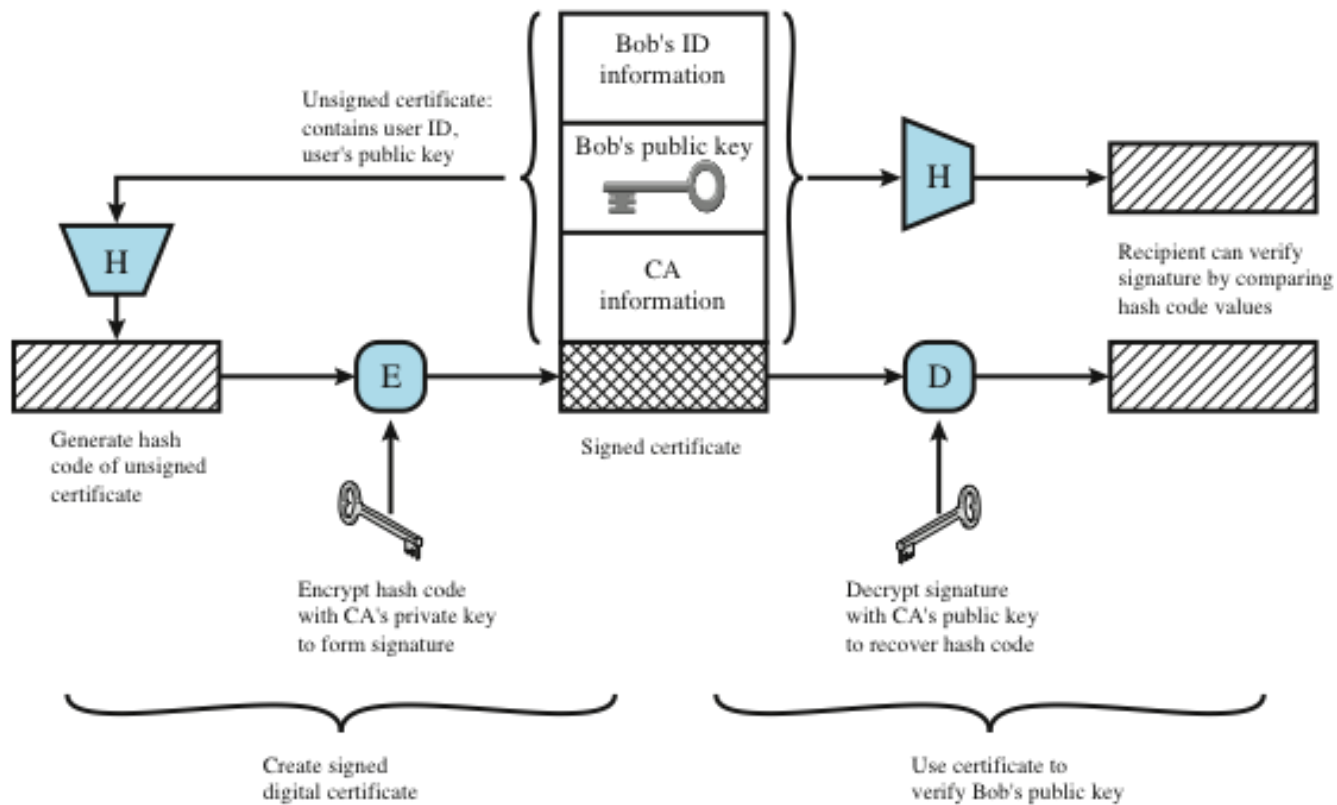 Bob's ID
information
Unsigned certificate:
contains user ID,
user's public key
Bob's public key
H
H
CA
information
Recipient can verify
signature by comparing
hash code values
E
D
Generate hash
code of unsigned
certificate
Signed certificate
Encrypt hash code
with CA's private key
to form signature
Decrypt signature
with CA's public key
to recover hash code
Create signed
digital certificate
Use certificate to
verify Bob's public key